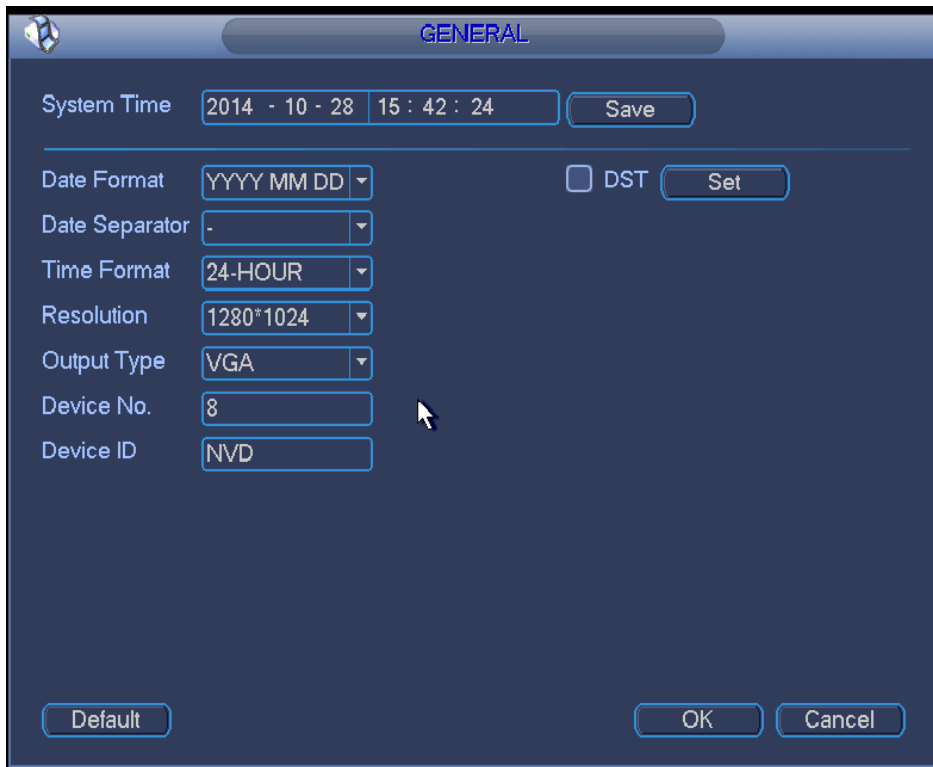 GENERAL
System Time 2014 - 10 - 28 15 : 42 : 24 Save
Date Format YYYY MM DD DST Set
Date Separator -
Time Format 24-HOUR
Resolution 1280*1024
Output Type VGA
Device No. 8
Device ID NVD
Default OK Cancel